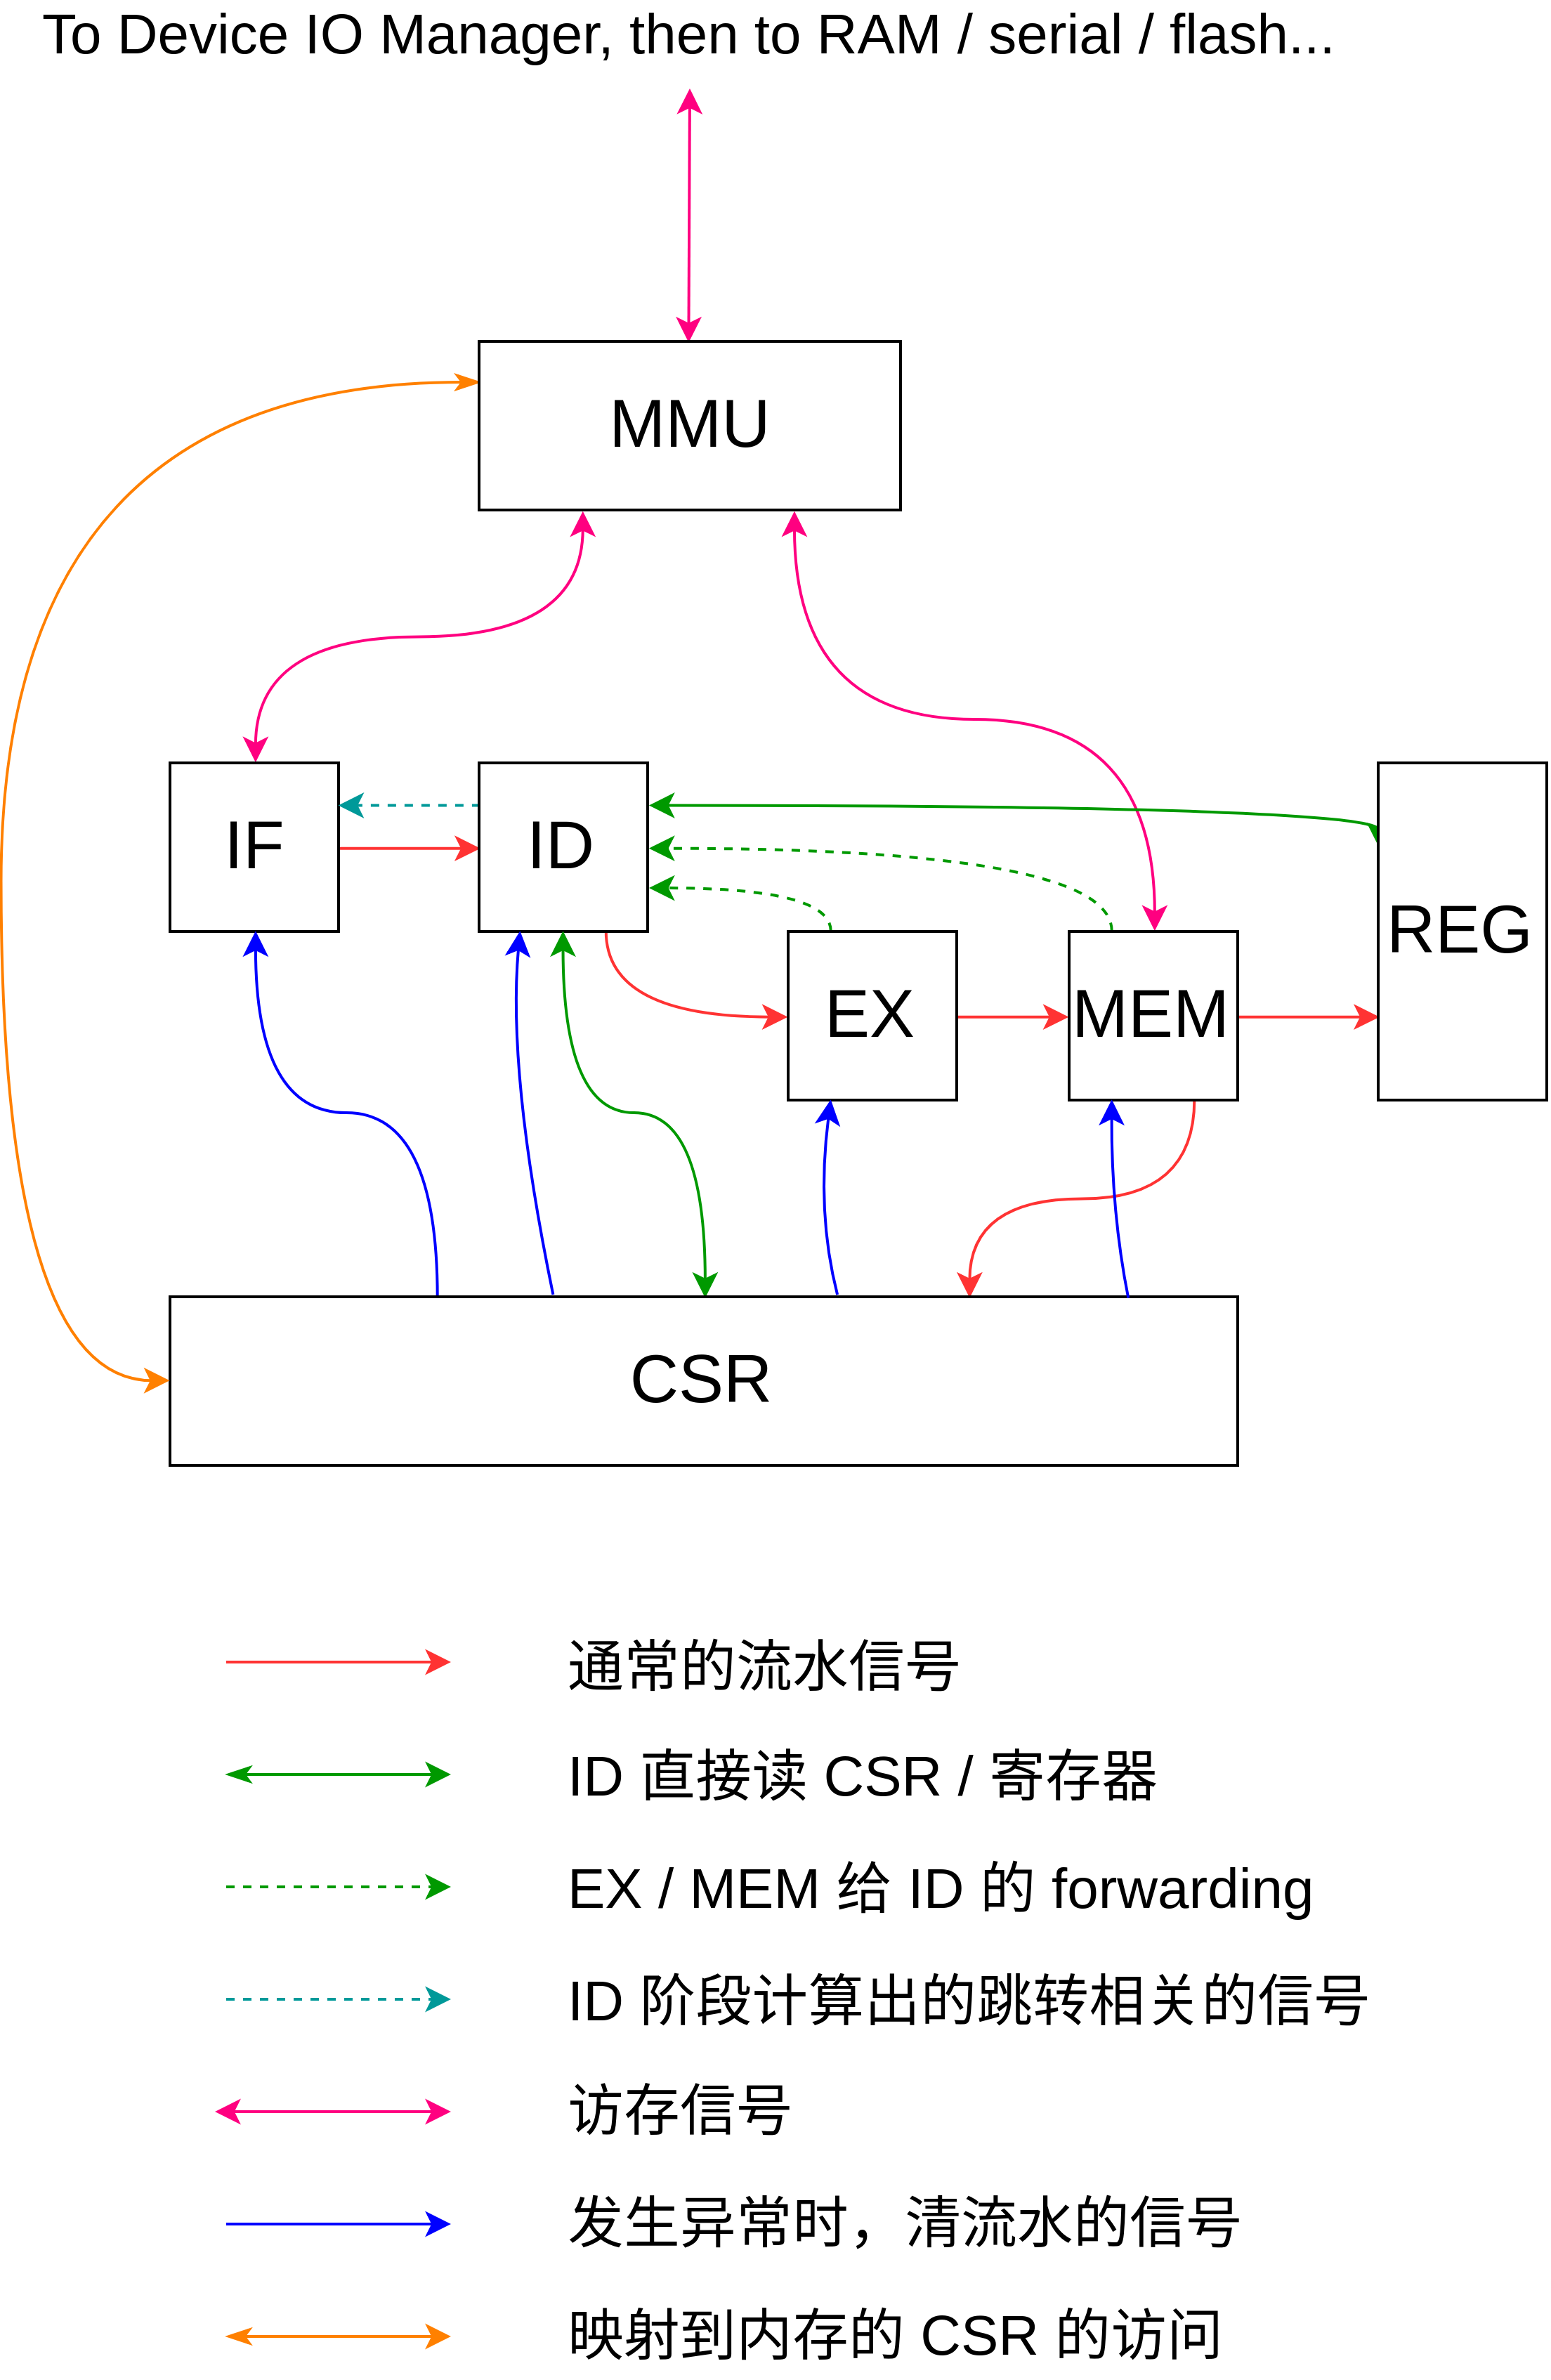 To Device IO Manager, then to RAM / serial / flash...
MMU
IF
ID
REG
EX
MEM
CSR
通常的流水信号
ID 直接读 CSR / 寄存器
EX / MEM 给 ID 的 forwarding
ID 阶段计算出的跳转相关的信号
访存信号
发生异常时，清流水的信号
映射到内存的 CSR 的访问